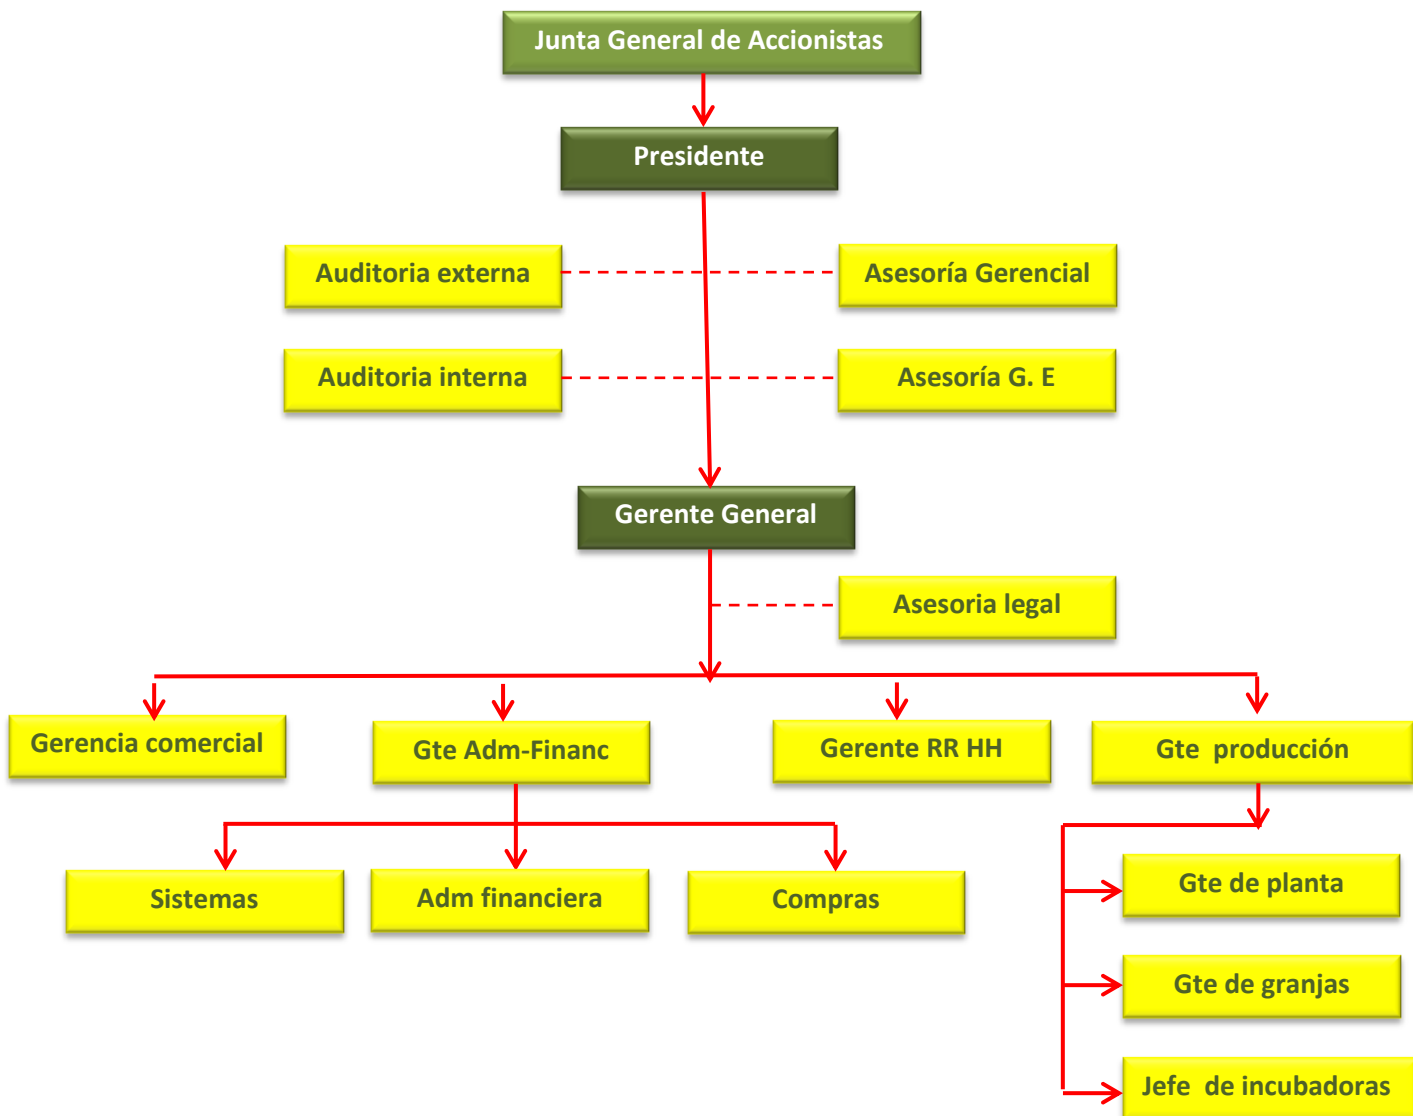 Junta General de Accionistas
Presidente
Auditoria externa
Asesoría Gerencial
Auditoria interna
Asesoría G. E
Gerente General
Asesoria legal
Gerencia comercial
Gte Adm-Financ
Gerente RR HH
Gte  producción
Sistemas
Adm financiera
Compras
Gte de planta
Gte de granjas
Jefe  de incubadoras